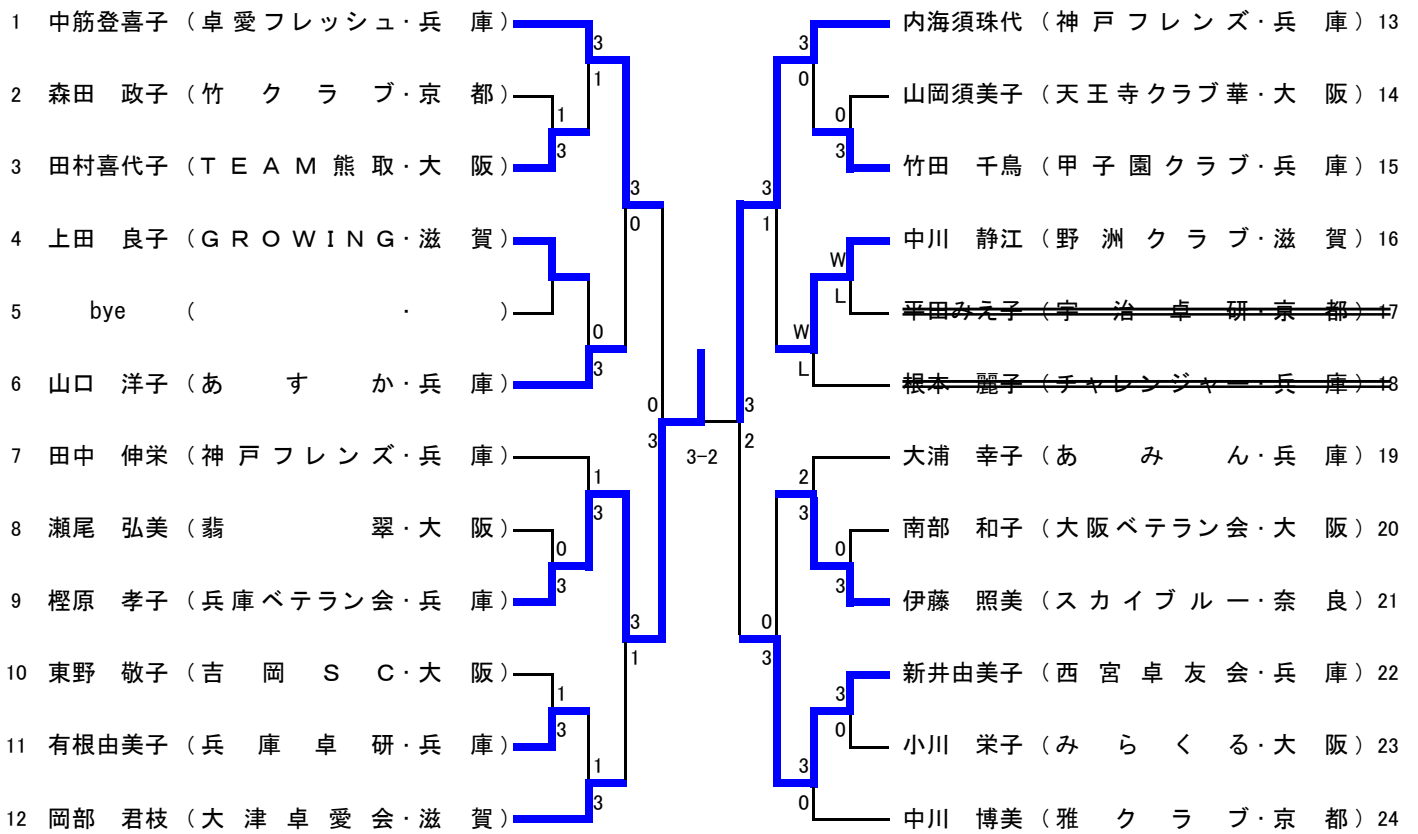 1 中筋登喜子 (卓愛フレッシュ・兵 庫)
3
1
2 森田 政子 (竹 ク ラ ブ・京 都)
1
3
3 田村喜代子 (TEAM熊取・大 阪)
3
0
4 上田 良子 (GROWING・滋 賀)
5 bye ( ・ )
0
3
6 山口 洋子 (あ す か・兵 庫)
0
3
7 田中 伸栄 (神戸フレンズ・兵 庫)
1
3
8 瀬尾 弘美 (翡 翠・大 阪)
0
3
9 樫原 孝子 (兵庫ベテラン会・兵 庫)
3
1
10 東野 敬子 (吉 岡 S C・大 阪)
1
3
11 有根由美子 (兵 庫 卓 研・兵 庫)
1
3
12 岡部 君枝 (大津卓愛会・滋 賀)
3-2
内海須珠代 (神戸フレンズ・兵 庫) 13
3
0
山岡須美子 (天王寺クラブ華・大 阪) 14
0
3
竹田 千鳥 (甲子園クラブ・兵 庫) 15
3
1
中川 静江 (野洲クラブ・滋 賀) 16
W
L
平田みえ子 (宇 治 卓 研・京 都) 17
W
L
根本 麗子 (チャレンジャー・兵 庫) 18
3
2
大浦 幸子 (あ み ん・兵 庫) 19
2
3
南部 和子 (大阪ベテラン会・大 阪) 20
0
3
伊藤 照美 (スカイブルー・奈 良) 21
0
3
新井由美子 (西宮卓友会・兵 庫) 22
3
0
小川 栄子 (み ら く る・大 阪) 23
3
0
中川 博美 (雅 ク ラ ブ・京 都) 24